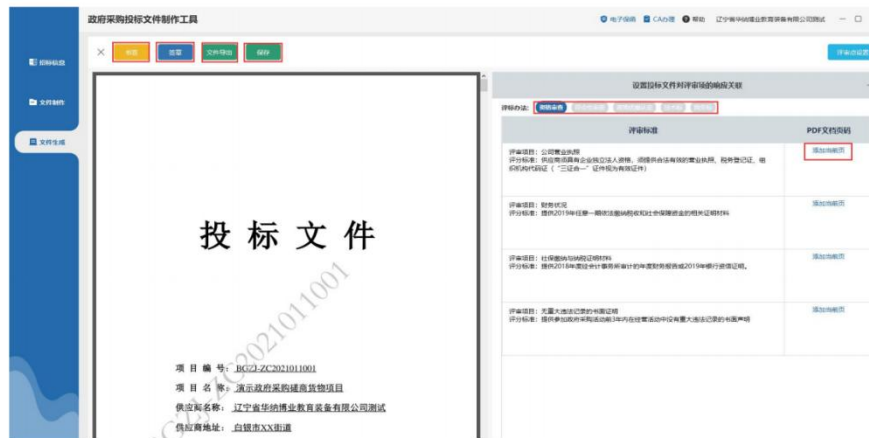 政府采购投标文件制作工具
电子保函 CA办理 帮助 辽宁省华纳博业教育装备有限公司测试
招标信息
文件制作
文件生成
签章
文件导出
保存
评审点设置
设置投标文件对评审项的响应关联
评标办法: 资格审查
评审标准 PDF文档页码
评审项目: 公司营业执照
评分标准: 供应商须具有企业独立法人资格, 须提供合法有效的营业执照、税务登记证、组
织机构代码证(“三证合一”证件视为有效证件)
添加当前页
评审项目: 财务状况
评分标准: 提供2019年任意一期依法缴纳税收和社会保障资金的相关证明材料
添加当前页
评审项目: 社保缴纳与纳税证明材料
评分标准: 提供2018年度经会计事务所审计的年度财务报告或2019年银行资信证明。
添加当前页
评审项目: 无重大违法记录的书面证明
评分标准: 提供参加政府采购活动前3年内在经营活动中没有重大违法记录的书面声明
添加当前页
投标文件
项目编号: BGZJ-ZC2021011001
项目名称: 演示政府采购磋商货物项目
供应商名称: 辽宁省华纳博业教育装备有限公司测试
供应商地址: 白银市XX街道
BGZJ-ZC2021011001